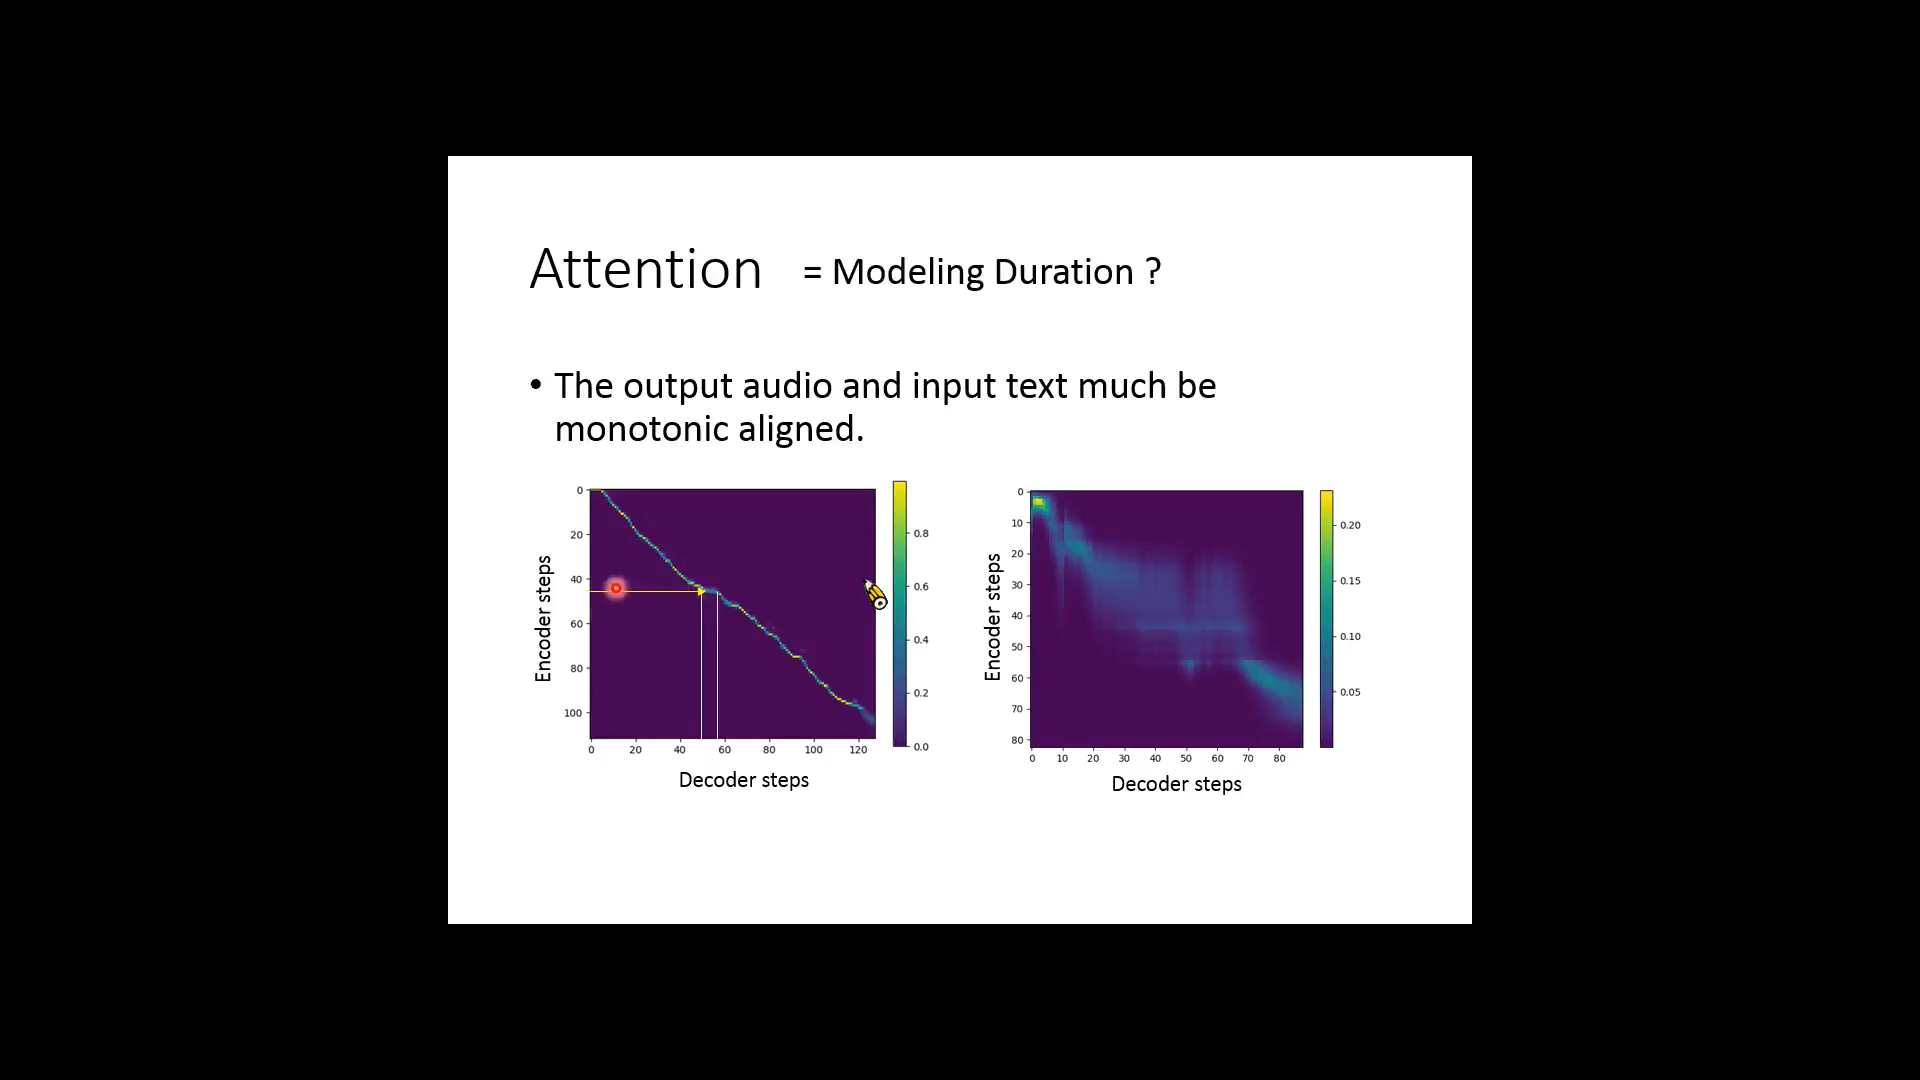 Attention = Modeling Duration ?
• The output audio and input text much be
monotonic aligned.
Encoder steps
0
20
40
60
80
100
0 20 40 60 80 100 120
Decoder steps
0.8
0.6
0.4
0.2
0.0
Encoder steps
0
10
20
30
40
50
60
70
80
0 10 20 30 40 50 60 70 80
Decoder steps
0.20
0.15
0.10
0.05